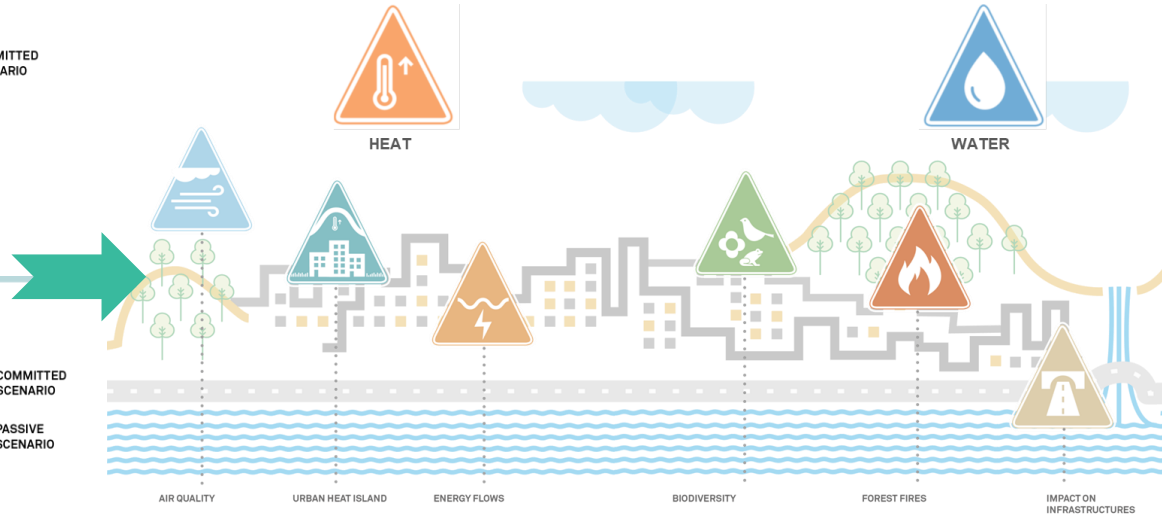 MITTED
ARIO
HEAT
WATER
COMMITTED
SCENARIO
PASSIVE
SCENARIO
AIR QUALITY
URBAN HEAT ISLAND
ENERGY FLOWS
BIODIVERSITY
FOREST FIRES
IMPACT ON
INFRASTRUCTURES